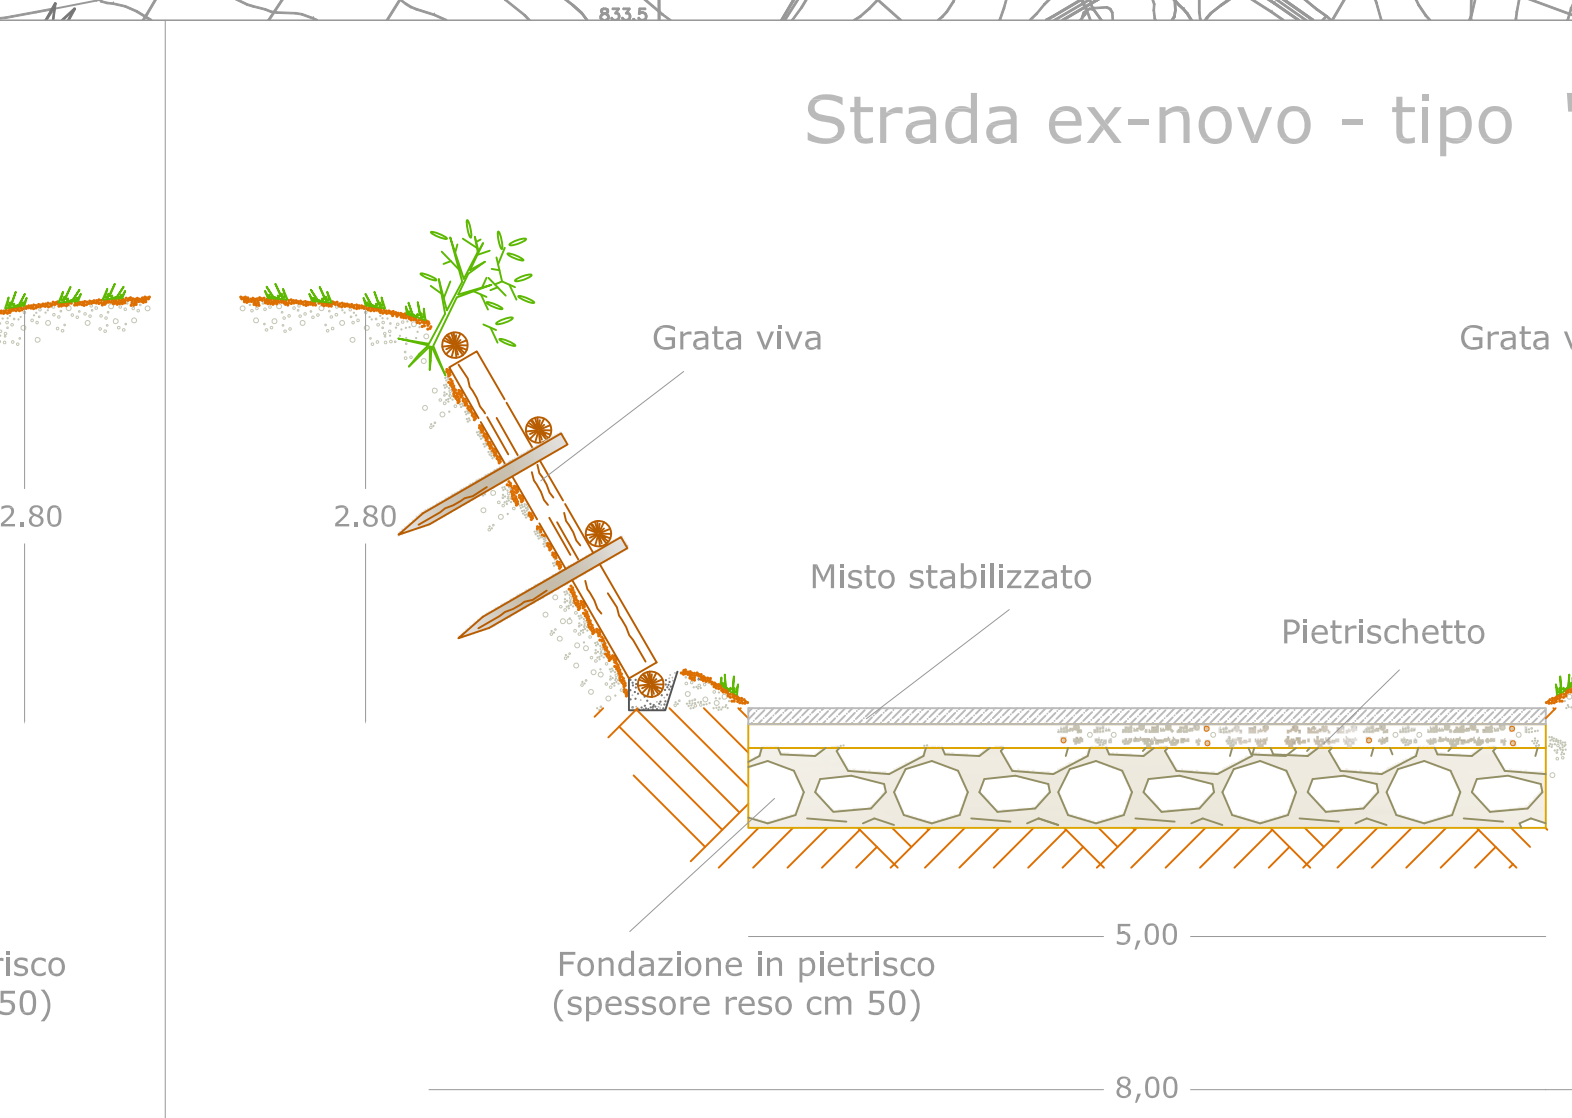 833.5
Strada ex-novo - tipo "
Grata viva
Grata v
2.80
2.80
Misto stabilizzato
Pietrischetto
5,00
risco
50)
Fondazione in pietrisco
(spessore reso cm 50)
8,00